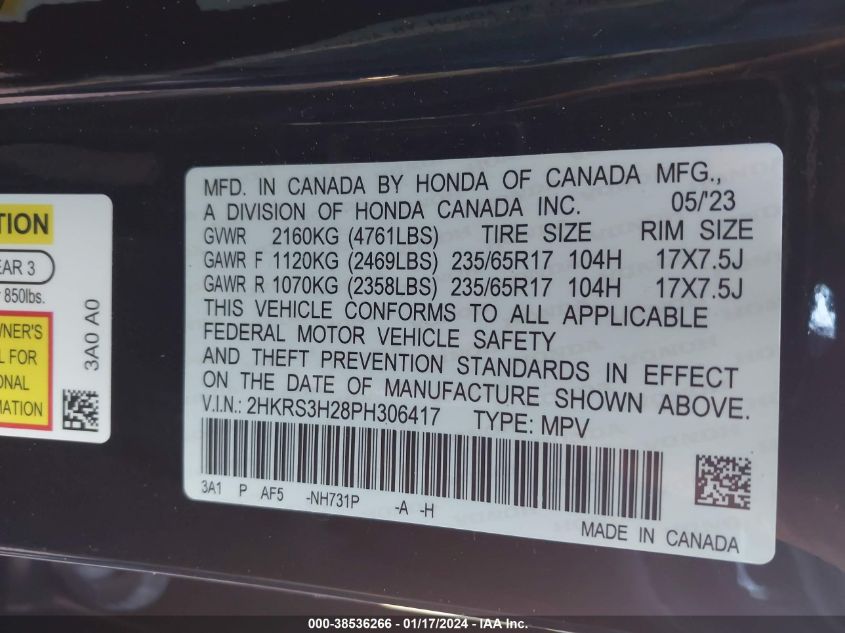 MFD. IN CANADA BY HONDA OF CANADA MFG.,
A DIVISION OF HONDA CANADA INC. 05/'23
GVWR 2160KG (4761LBS) TIRE SIZE RIM SIZE
GAWR F 1120KG (2469LBS) 235/65R17 104H 17X7.5J
GAWR R 1070KG (2358LBS) 235/65R17 104H 17X7.5J
THIS VEHICLE CONFORMS TO ALL APPLICABLE
FEDERAL MOTOR VEHICLE SAFETY
AND THEFT PREVENTION STANDARDS IN EFFECT
ON THE DATE OF MANUFACTURE SHOWN ABOVE.
V.I.N.: 2HKRS3H28PH306417 TYPE: MPV
3A1 P AF5 -NH731P -A -H
MADE IN CANADA
TION
EAR 3
850lbs.
WNER'S
L FOR
ONAL
MATION
3A0 A0
000-38536266 - 01/17/2024 - IAA Inc.